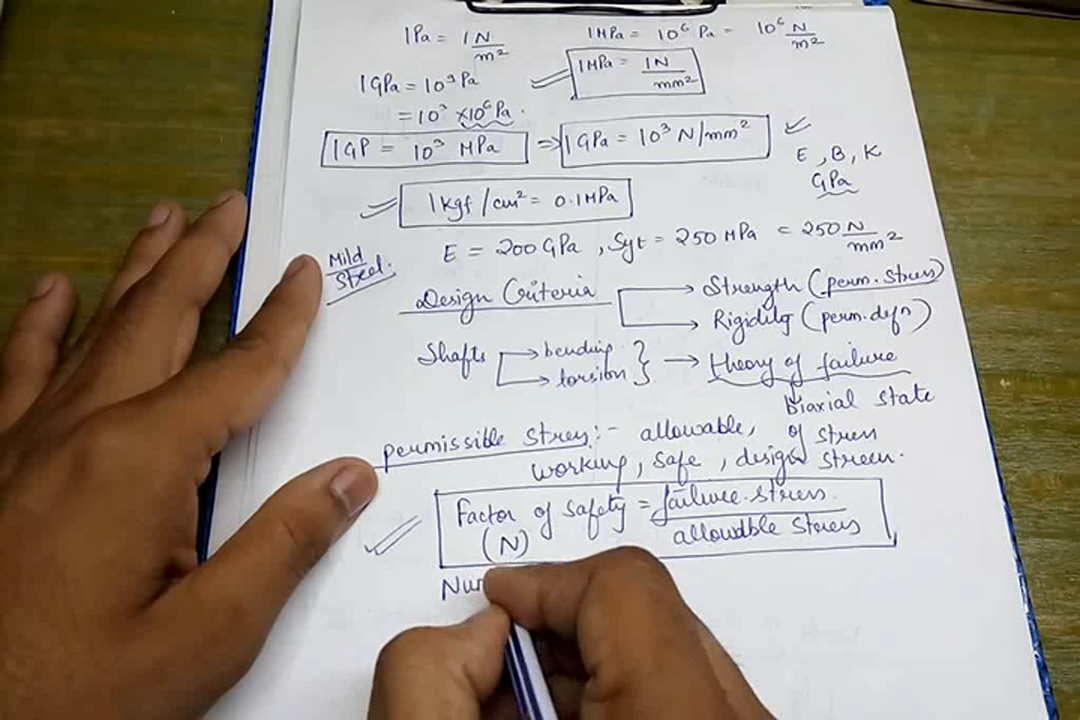 1Pa = 1N/m² 1MPa = 10⁶ Pa = 10⁶ N/m²
1GPa = 10⁹ Pa 1MPa = 1N/mm²
= 10³ × 10⁶ Pa.
1GP = 10³ MPa ⇒ 1GPa = 10³ N/mm²
E, B, K
GPa
1kgf/cm² = 0.1MPa
Mild Steel. E = 200 GPa, Syt = 250 MPa = 250 N/mm²
Design Criteria → Strength (perm. stress)
→ Rigidity (perm. defⁿ)
Shafts → bending
→ torsion } → theory of failure
Biaxial state
of stress
permissible stress:- allowable,
working, safe, design stress.
Factor of safety = failure stress / allowable stress
(N)
Nu